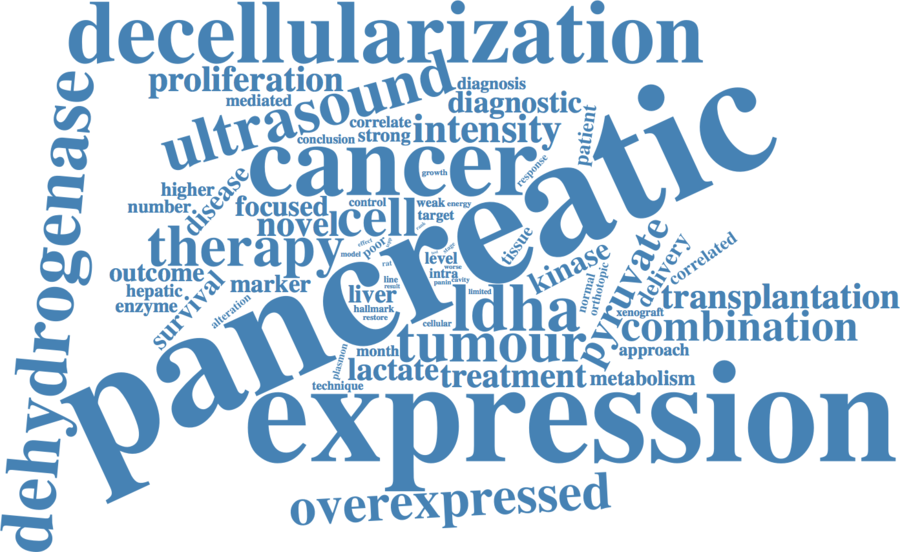 decellularization
proliferation
mediated
ultrasound
diagnosis
diagnostic
correlate
conclusion
strong
intensity
patient
dehydrogenase
cancer
growth
response
pancreatic
higher
number
disease
focused
control
weak
energy
target
novel
cell
therapy
effect
poor
model
rat
level
stage
worse
intra
cavity
tissue
kinase
pyruvate
delivery
correlated
outcome
hepatic
enzyme
survival
marker
alteration
line
result
liver
hallmark
restore
limited
normal
orthotopic
xenograft
transplantation
ldha
cellular
combination
tumour
approach
month
plasmon
lactate
treatment
metabolism
technique
expression
overexpressed